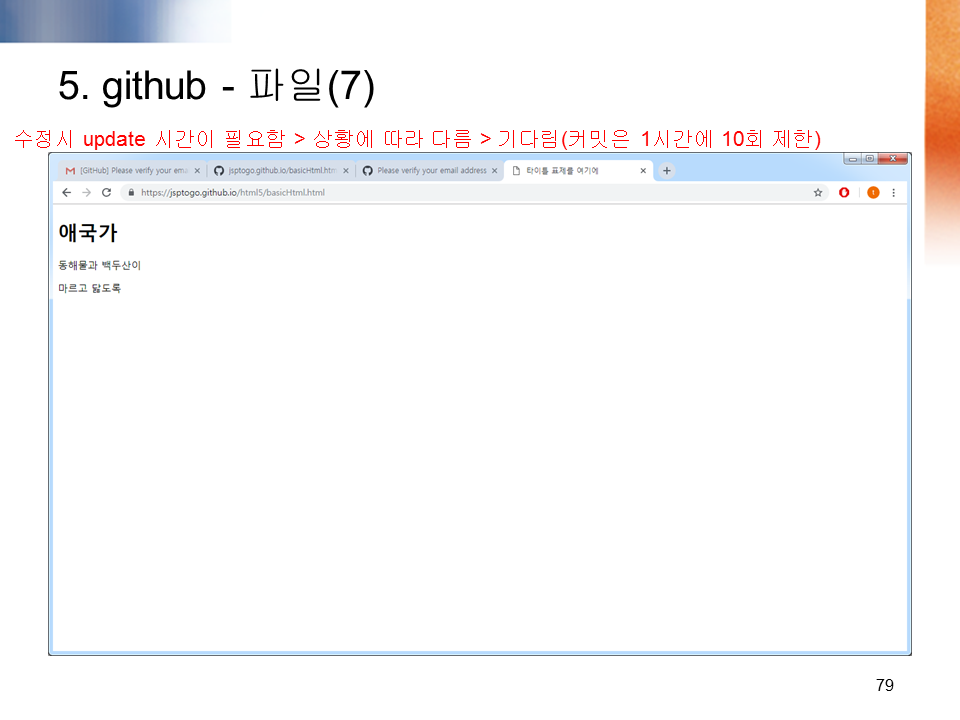 5. github - 파일(7)
수정시 update 시간이 필요함 > 상황에 따라 다름 > 기다림(커밋은 1시간에 10회 제한)
[GitHub] Please verify your ema
jsptogo.github.io/basicHtml.htm
Please verify your email address
타이틀 표제를 여기에
https://jsptogo.github.io/html5/basicHtml.html
애국가
동해물과 백두산이
마르고 닳도록
79